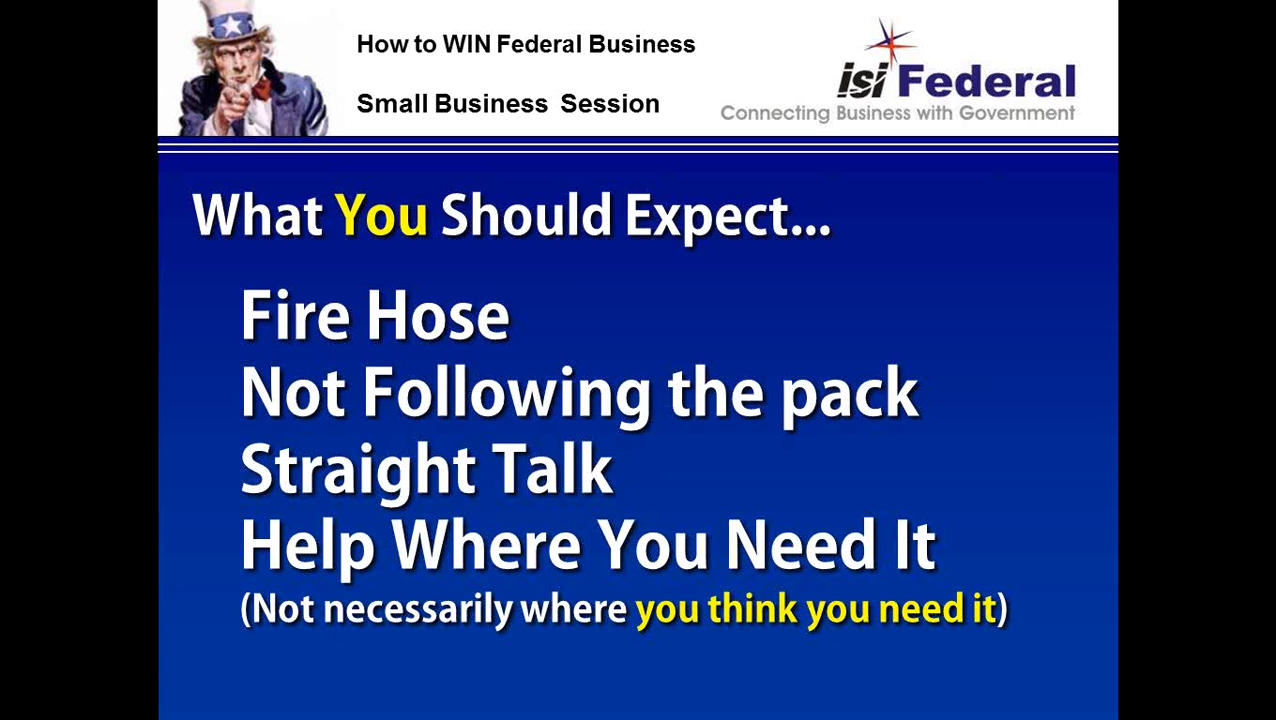 How to WIN Federal Business
Small Business Session
isi Federal
Connecting Business with Government
What You Should Expect...
Fire Hose
Not Following the pack
Straight Talk
Help Where You Need It
(Not necessarily where you think you need it)